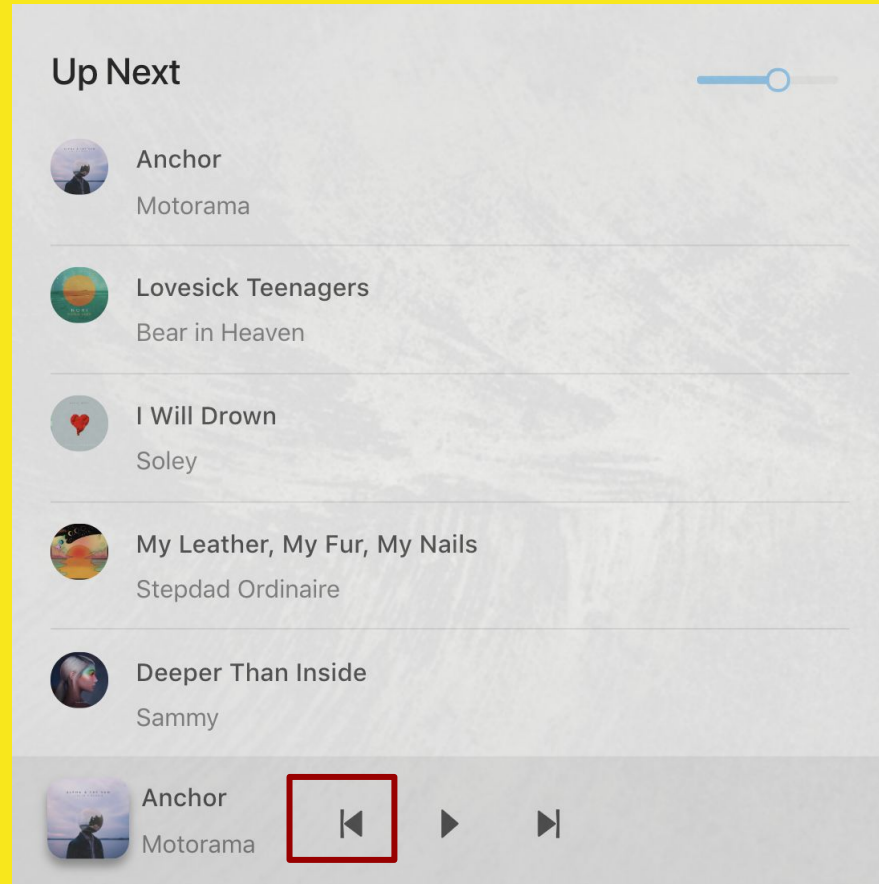 Up Next
Anchor
Motorama
Lovesick Teenagers
Bear in Heaven
I Will Drown
Soley
My Leather, My Fur, My Nails
Stepdad Ordinaire
Deeper Than Inside
Sammy
Anchor
Motorama